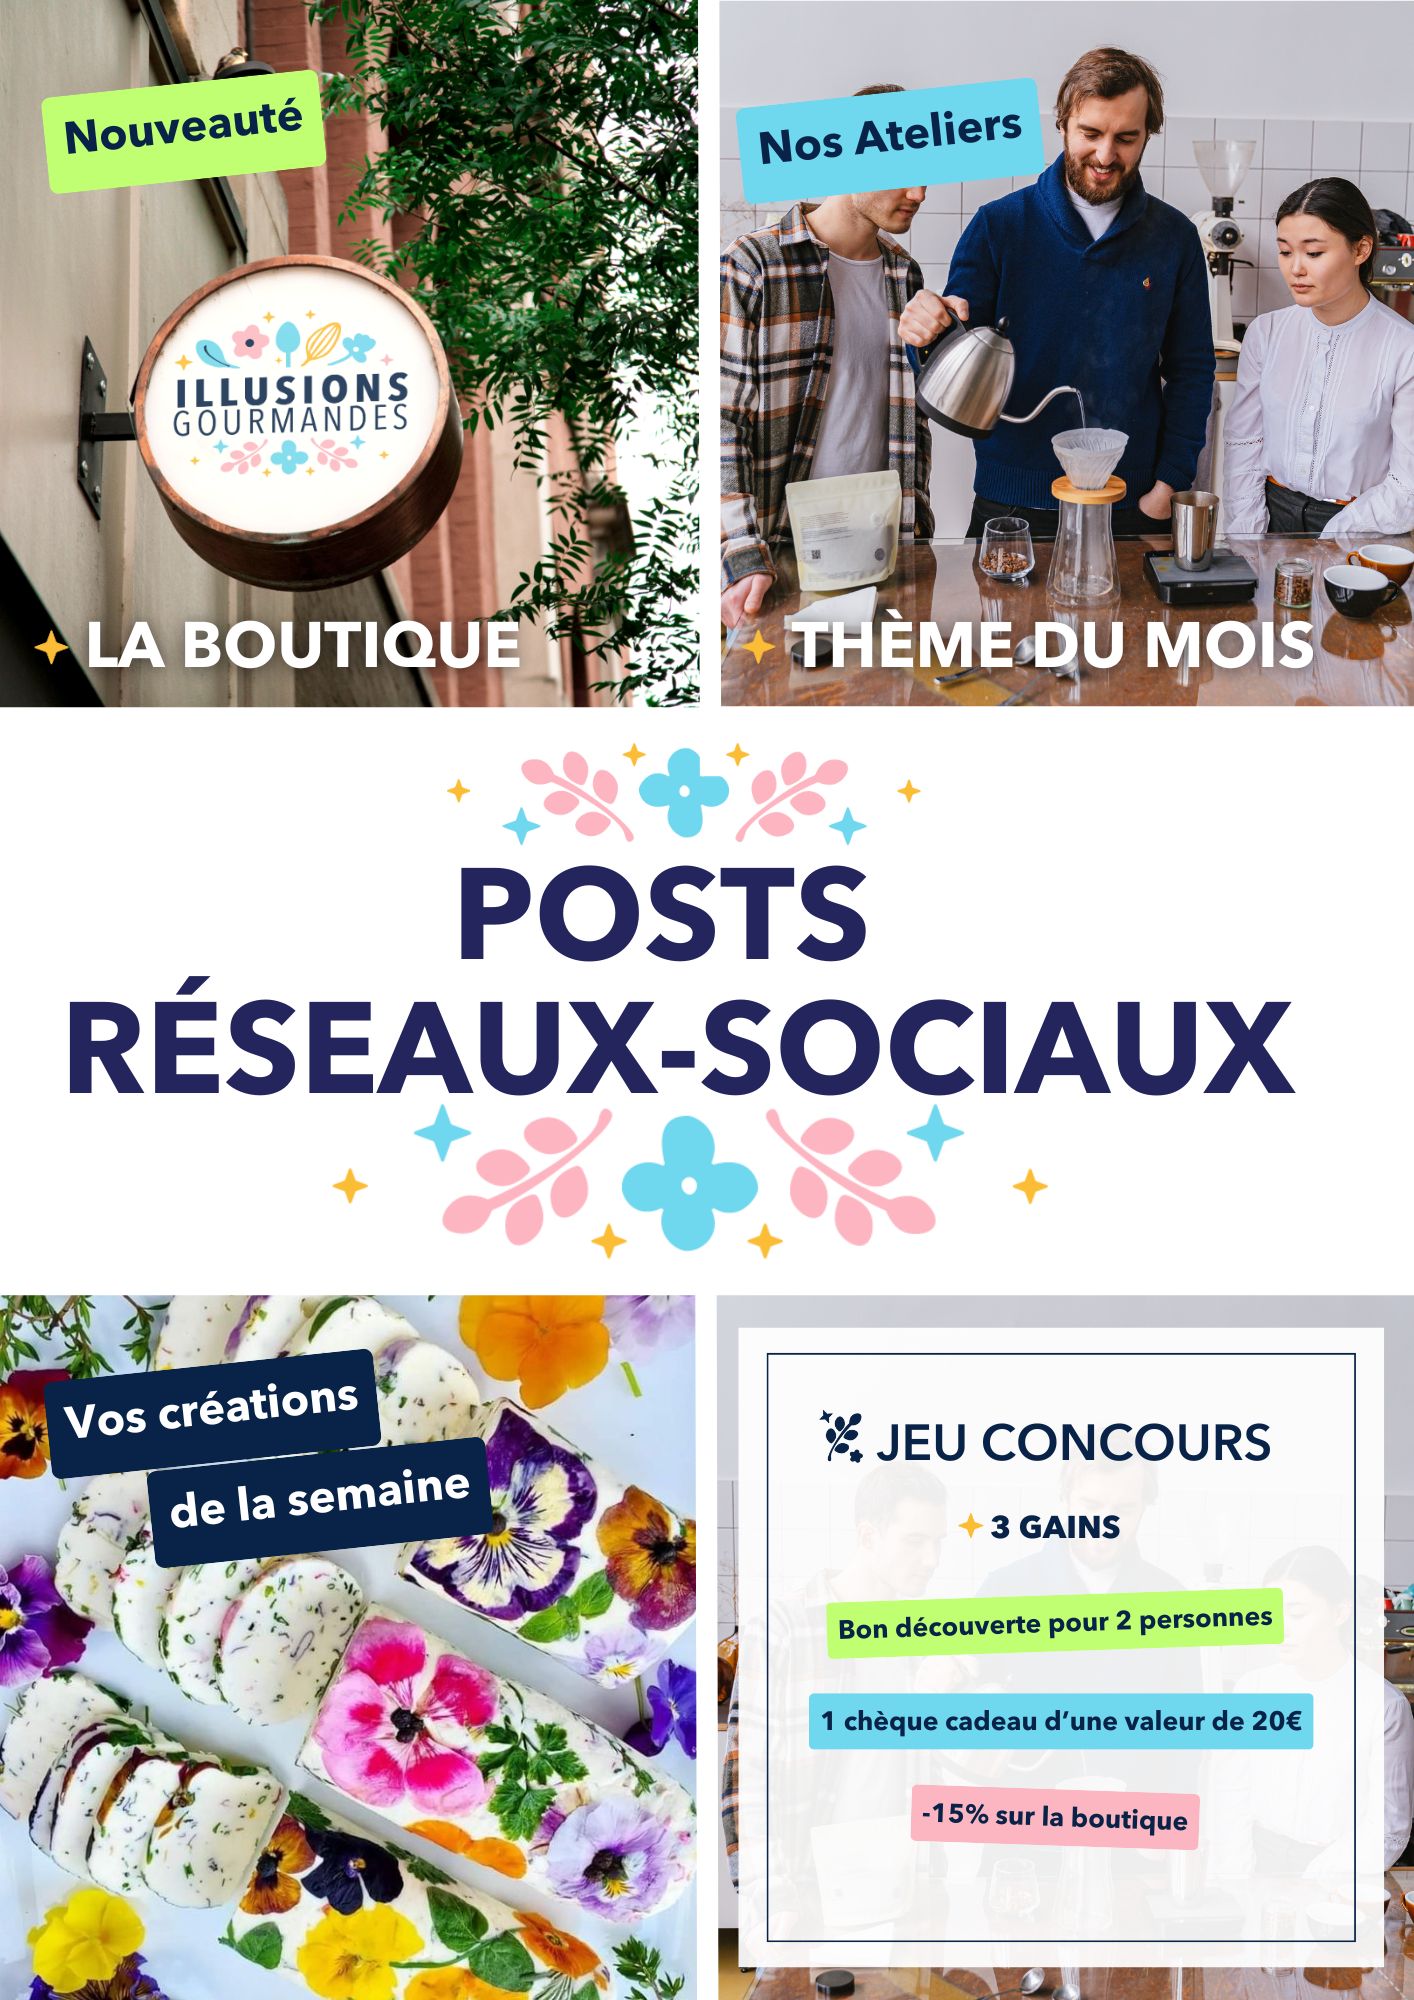 Nouveauté
ILLUSIONS
GOURMANDES
LA BOUTIQUE
Nos Ateliers
THÈME DU MOIS
POSTS
RÉSEAUX-SOCIAUX
Vos créations
de la semaine
JEU CONCOURS
3 GAINS
Bon découverte pour 2 personnes
1 chèque cadeau d’une valeur de 20€
-15% sur la boutique